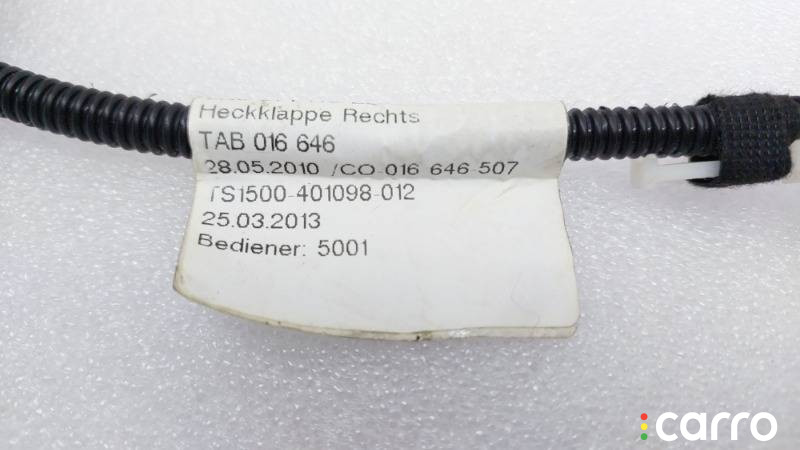 Heckklappe Rechts
TAB 016 646
28.05.2010 /CO-016 646-507
TS1500-401098-012
25.03.2013
Bediener: 5001
carro